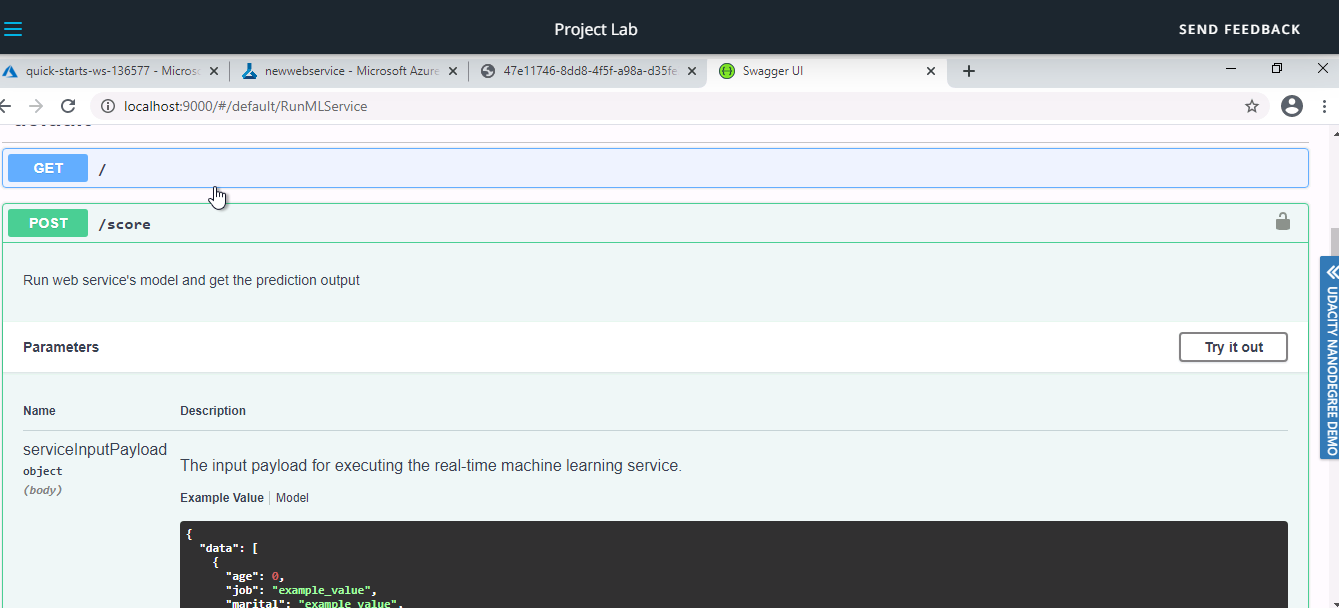 Project Lab
SEND FEEDBACK
quick-starts-ws-136577 - Micros
newwebservice - Microsoft Azure
47e11746-8dd8-4f5f-a98a-d35fe
Swagger UI
localhost:9000/#/default/RunMLService
default
GET /
POST /score
Run web service's model and get the prediction output
Parameters
Try it out
Name Description
serviceInputPayload
object
(body)
The input payload for executing the real-time machine learning service.
Example Value Model
{
"data": [
{
"age": 0,
"job": "example_value",
"marital": "example_value",
UDACITY NANODEGREE DEMO